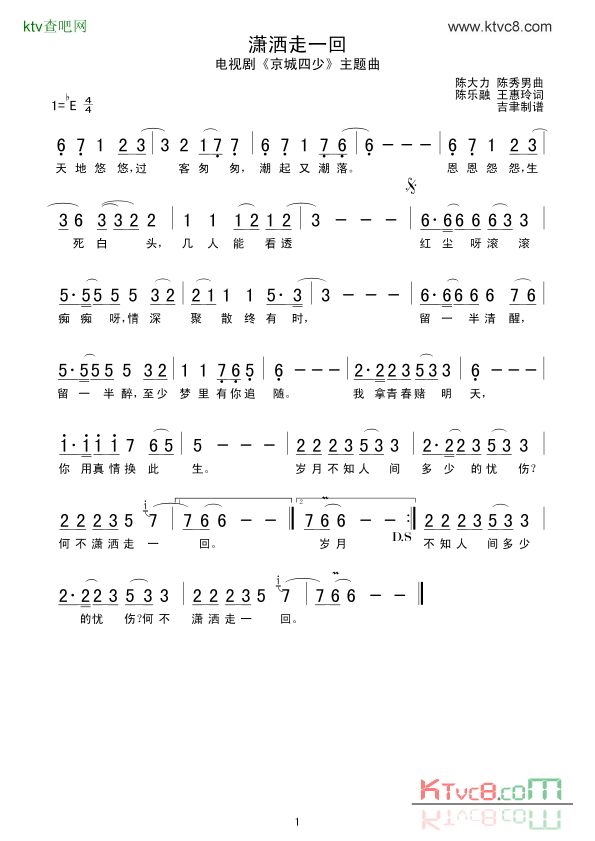 ktv查吧网
www.ktvc8.com
潇洒走一回
电视剧《京城四少》主题曲
陈大力 陈秀男曲
陈乐融 王惠玲词
吉聿制谱
1=♭E 4/4
6 7 1 2 3 | 3 2 1 7 7 | 6 7 1 7 3 7 | 6 - - - | 6 7 1 2 3 |
天地悠悠,过 客匆匆,潮起又潮落。 恩恩怨怨,生
3 6 3 3 2 2 | 1 1 1 2 1 2 | 3 - - - | 6· 6 6 6 6 3 3 |
死白头,几人能看透 红尘呀滚滚
5· 5 5 5 5 3 2 | 2 1 1 1 3· 3 2 3 | 3 - - - | 6· 6 6 6 6 7 6 |
痴痴呀,情深 聚散终有时, 留一半清醒,
5· 5 5 5 5 3 2 | 1 1 1 7 6 5 | 6 - - - | 2· 2 2 3 5 3 | 2 - - - |
留一半醉,至少梦里有你追随。 我拿青春赌明天,
1· 1 1 1 7 6 5 | 5 - - - | 2 2 2 3 5 3 3 | 2· 2 2 3 5 3 3 |
你用真情换此生。 岁月不知人间 多少的忧伤?
2 2 2 3 5 i 7 | 1. 7 6 6 - - | 2. 7 6 6 - - :| 2 2 2 3 5 3 3 |
何不潇洒走一 回。 岁月 D.S 不知人间多少
2· 2 2 3 5 2 2 | 2 2 2 3 5 i 7 | 7 6 6 - - |
的忧伤?何不 潇洒走一 回。
KTvc8.com
1